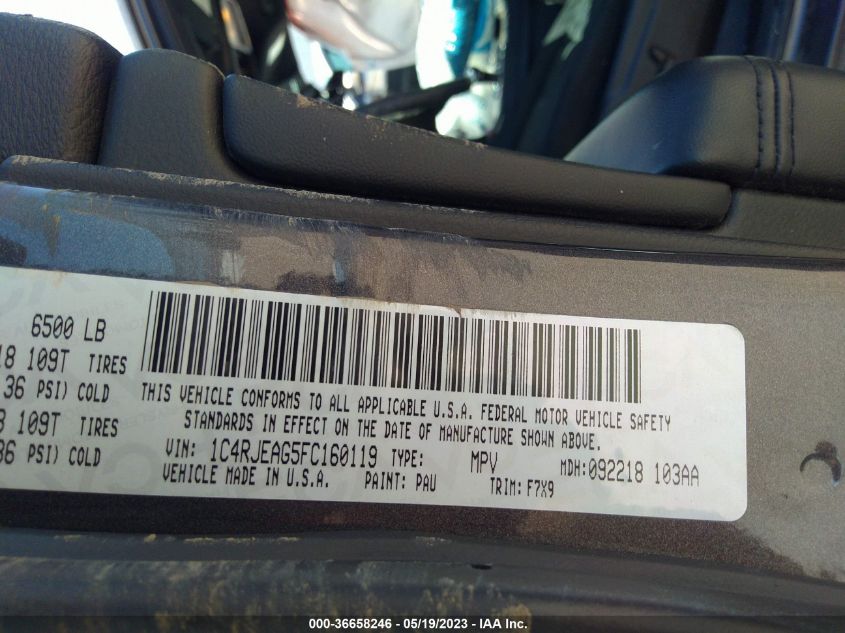 6500 LB
18 109T TIRES
36 PSI) COLD
109T TIRES
36 PSI) COLD
THIS VEHICLE CONFORMS TO ALL APPLICABLE U.S.A. FEDERAL MOTOR VEHICLE SAFETY
STANDARDS IN EFFECT ON THE DATE OF MANUFACTURE SHOWN ABOVE.
VIN: 1C4RJEAG5FC160119 TYPE: MPV MDH:092218 103AA
VEHICLE MADE IN U.S.A. PAINT: PAU TRIM: F7X9
000-36658246 - 05/19/2023 - IAA Inc.